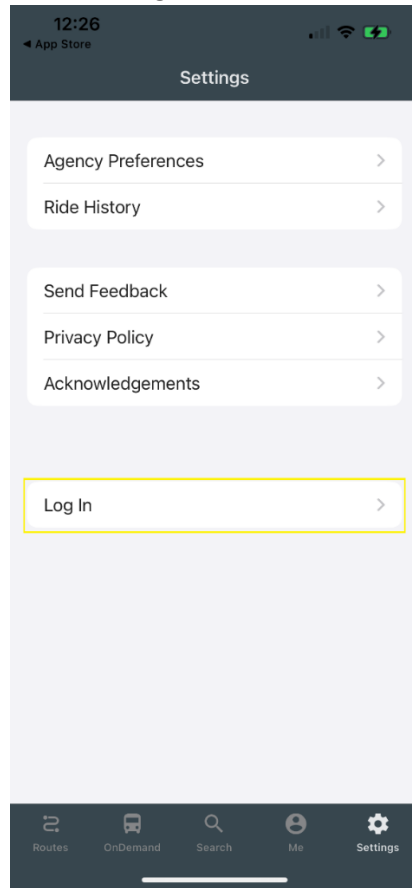 12:26
App Store
Settings
Agency Preferences
Ride History
Send Feedback
Privacy Policy
Acknowledgements
Log In
Routes OnDemand Search Me Settings